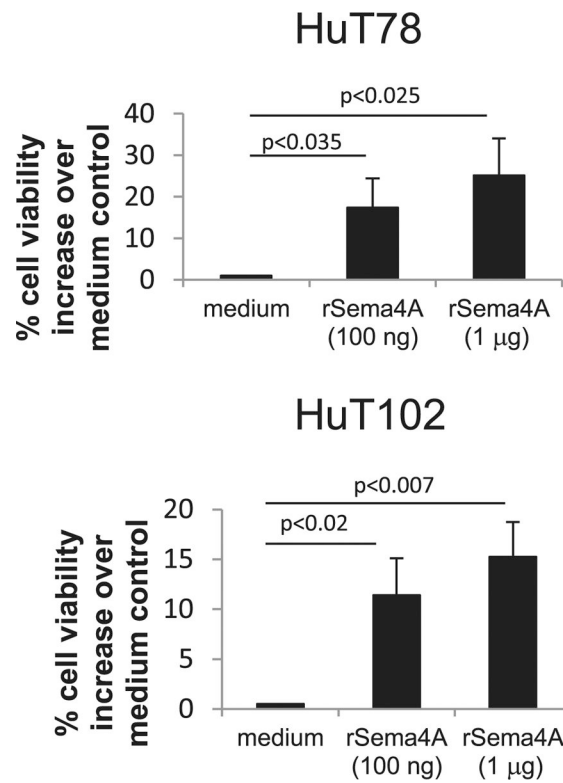 HuT78
% cell viability
increase over
medium control
40
30
20
10
0
p<0.025
p<0.035
medium
rSema4A
(100 ng)
rSema4A
(1 μg)
HuT102
% cell viability
increase over
medium control
20
15
10
5
0
p<0.007
p<0.02
medium
rSema4A
(100 ng)
rSema4A
(1 μg)